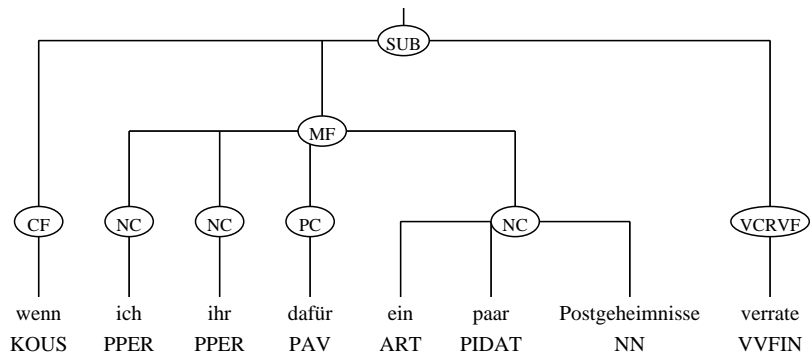 SUB
MF
CF NC NC PC NC VCRVF
wenn ich ihr dafür ein paar Postgeheimnisse verrate
KOUS PPER PPER PAV ART PIDAT NN VVFIN